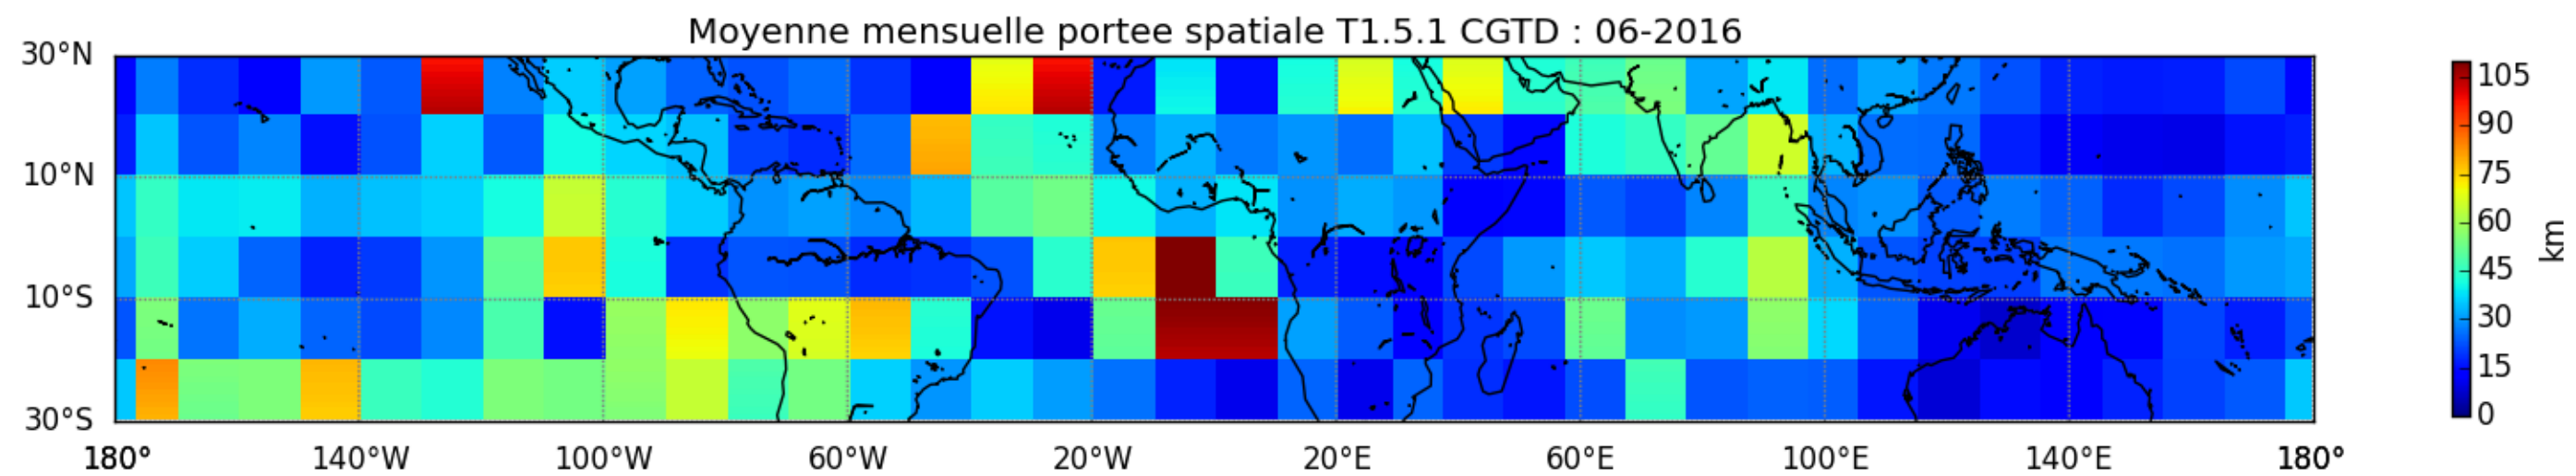 Moyenne mensuelle portee spatiale T1.5.1 CGTD : 06-2016
30°N
10°N
10°S
30°S
180° 140°W 100°W 60°W 20°W 20°E 60°E 100°E 140°E 180°
105
90
75
60
45
30
15
0
km